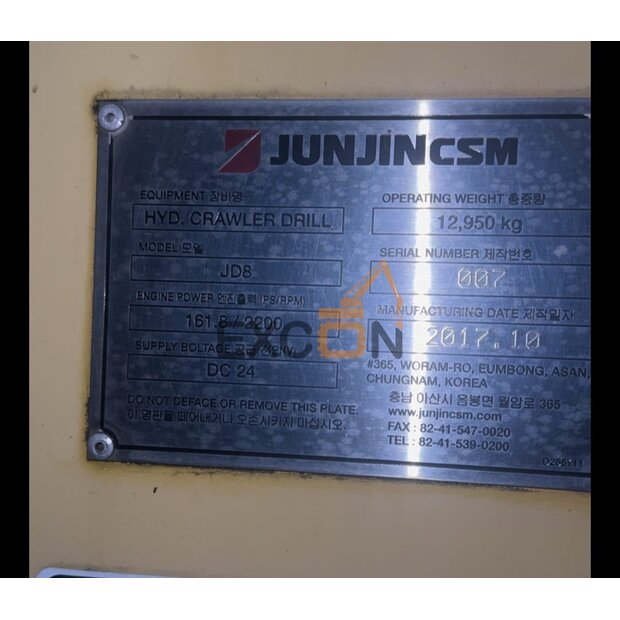 JUNJINCSM
EQUIPMENT 장비명
HYD. CRAWLER DRILL
MODEL 모델
JD8
ENGINE POWER 엔진출력 (PS/RPM)
161.8 / 2200
SUPPLY BOLTAGE 공급전압(V)
DC 24
DO NOT DEFACE OR REMOVE THIS PLATE.
이 명판을 떼어내거나 오손시키지 마십시오.
OPERATING WEIGHT 총중량
12,950 kg
SERIAL NUMBER 제작번호
007
MANUFACTURING DATE 제작일자
2017.10
#365, WORAM-RO, EUMBONG, ASAN,
CHUNGNAM, KOREA
충남 아산시 음봉면 월암로 365
www.junjincsm.com
FAX : 82-41-547-0020
TEL : 82-41-539-0200
EXCON